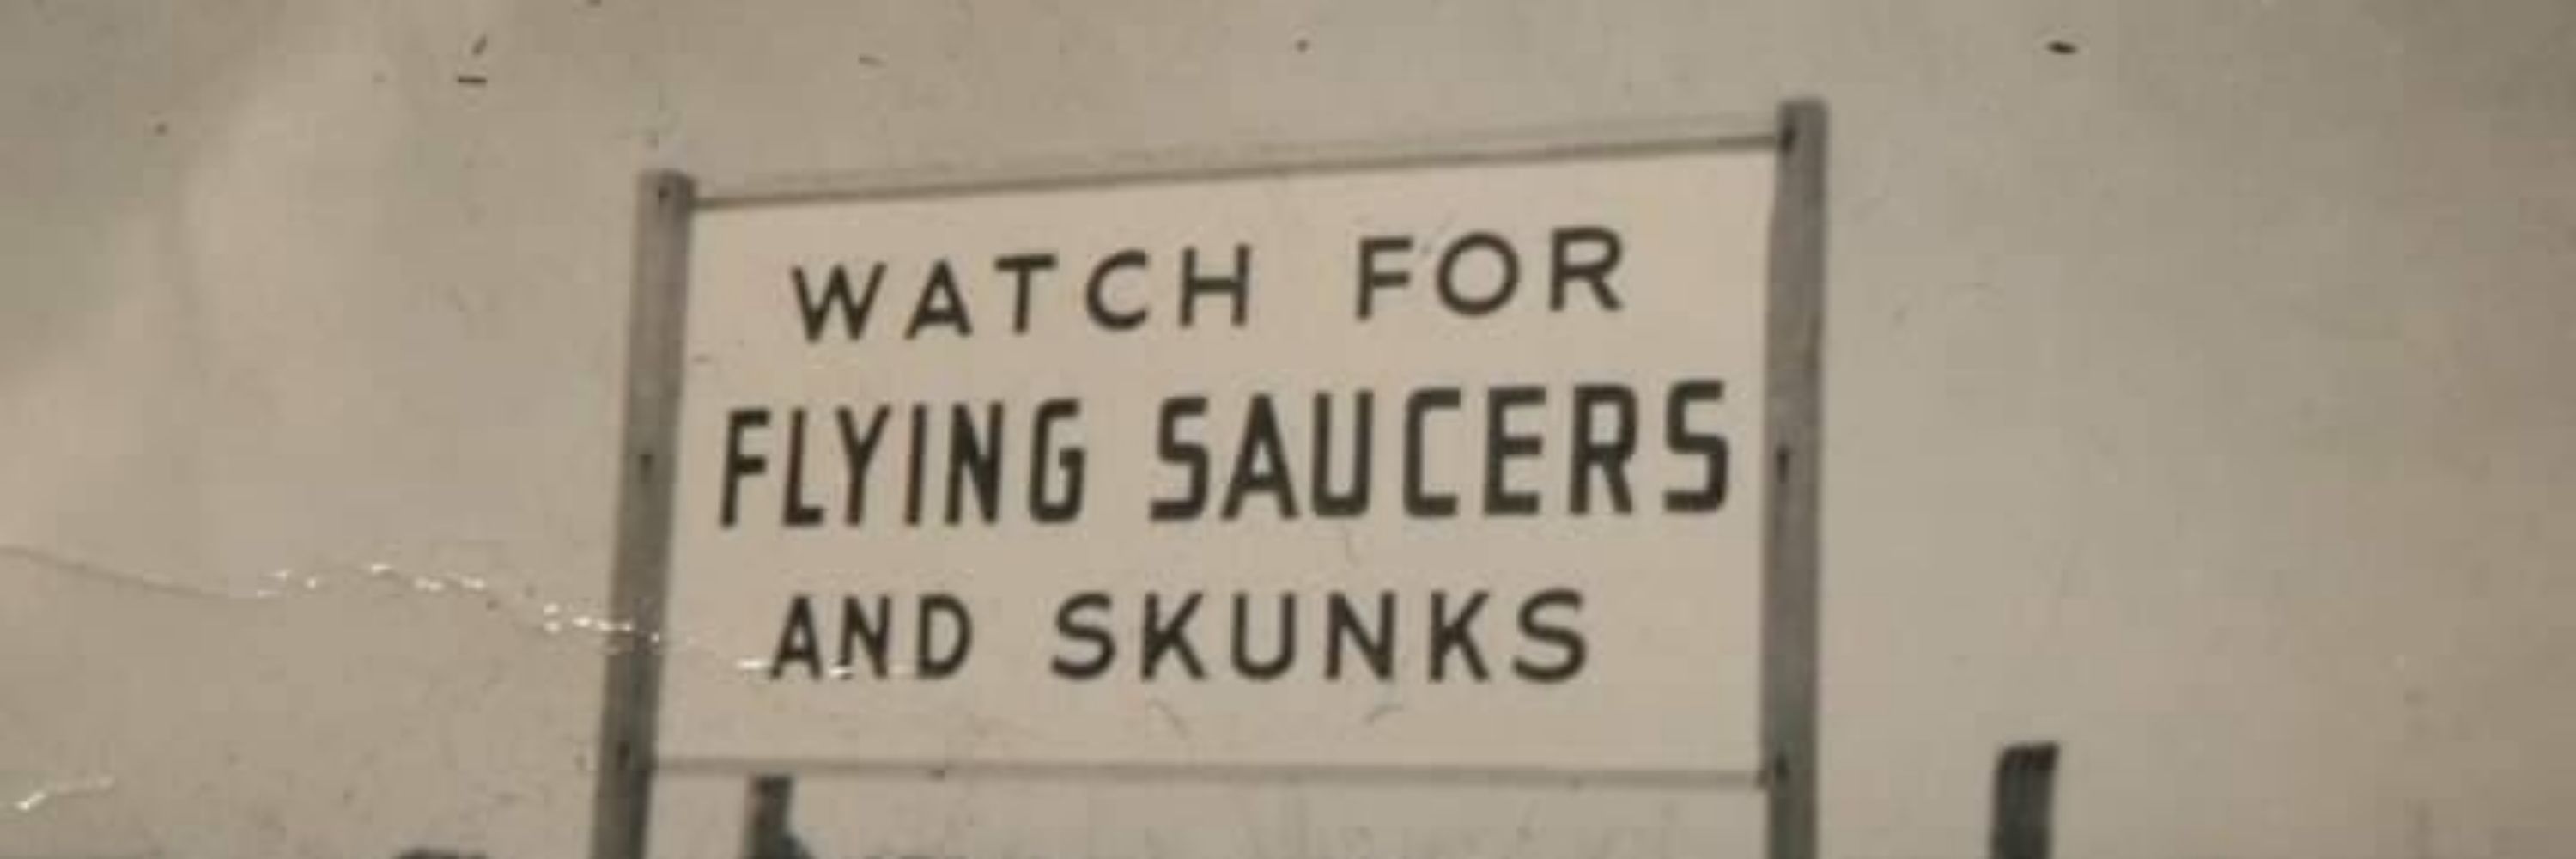 WATCH FOR
FLYING SAUCERS
AND SKUNKS